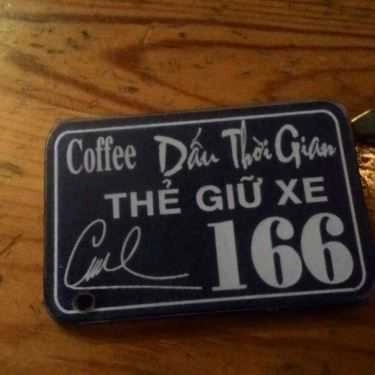 Coffee Dấu Thời Gian
THẺ GIỮ XE
166